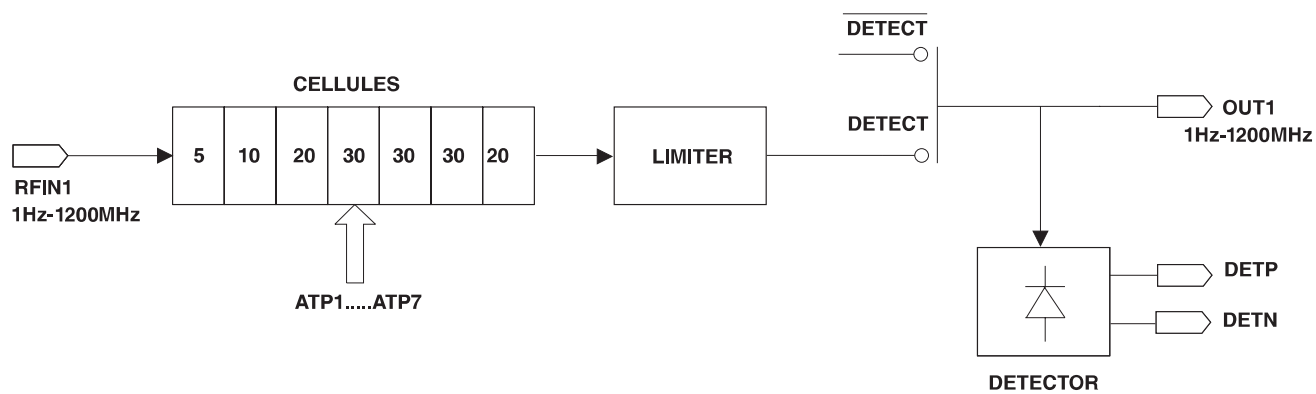 DETECT
CELLULES
DETECT
5 10 20 30 30 30 20
LIMITER
OUT1
1Hz-1200MHz
RFIN1
1Hz-1200MHz
ATP1.....ATP7
DETP
DETN
DETECTOR